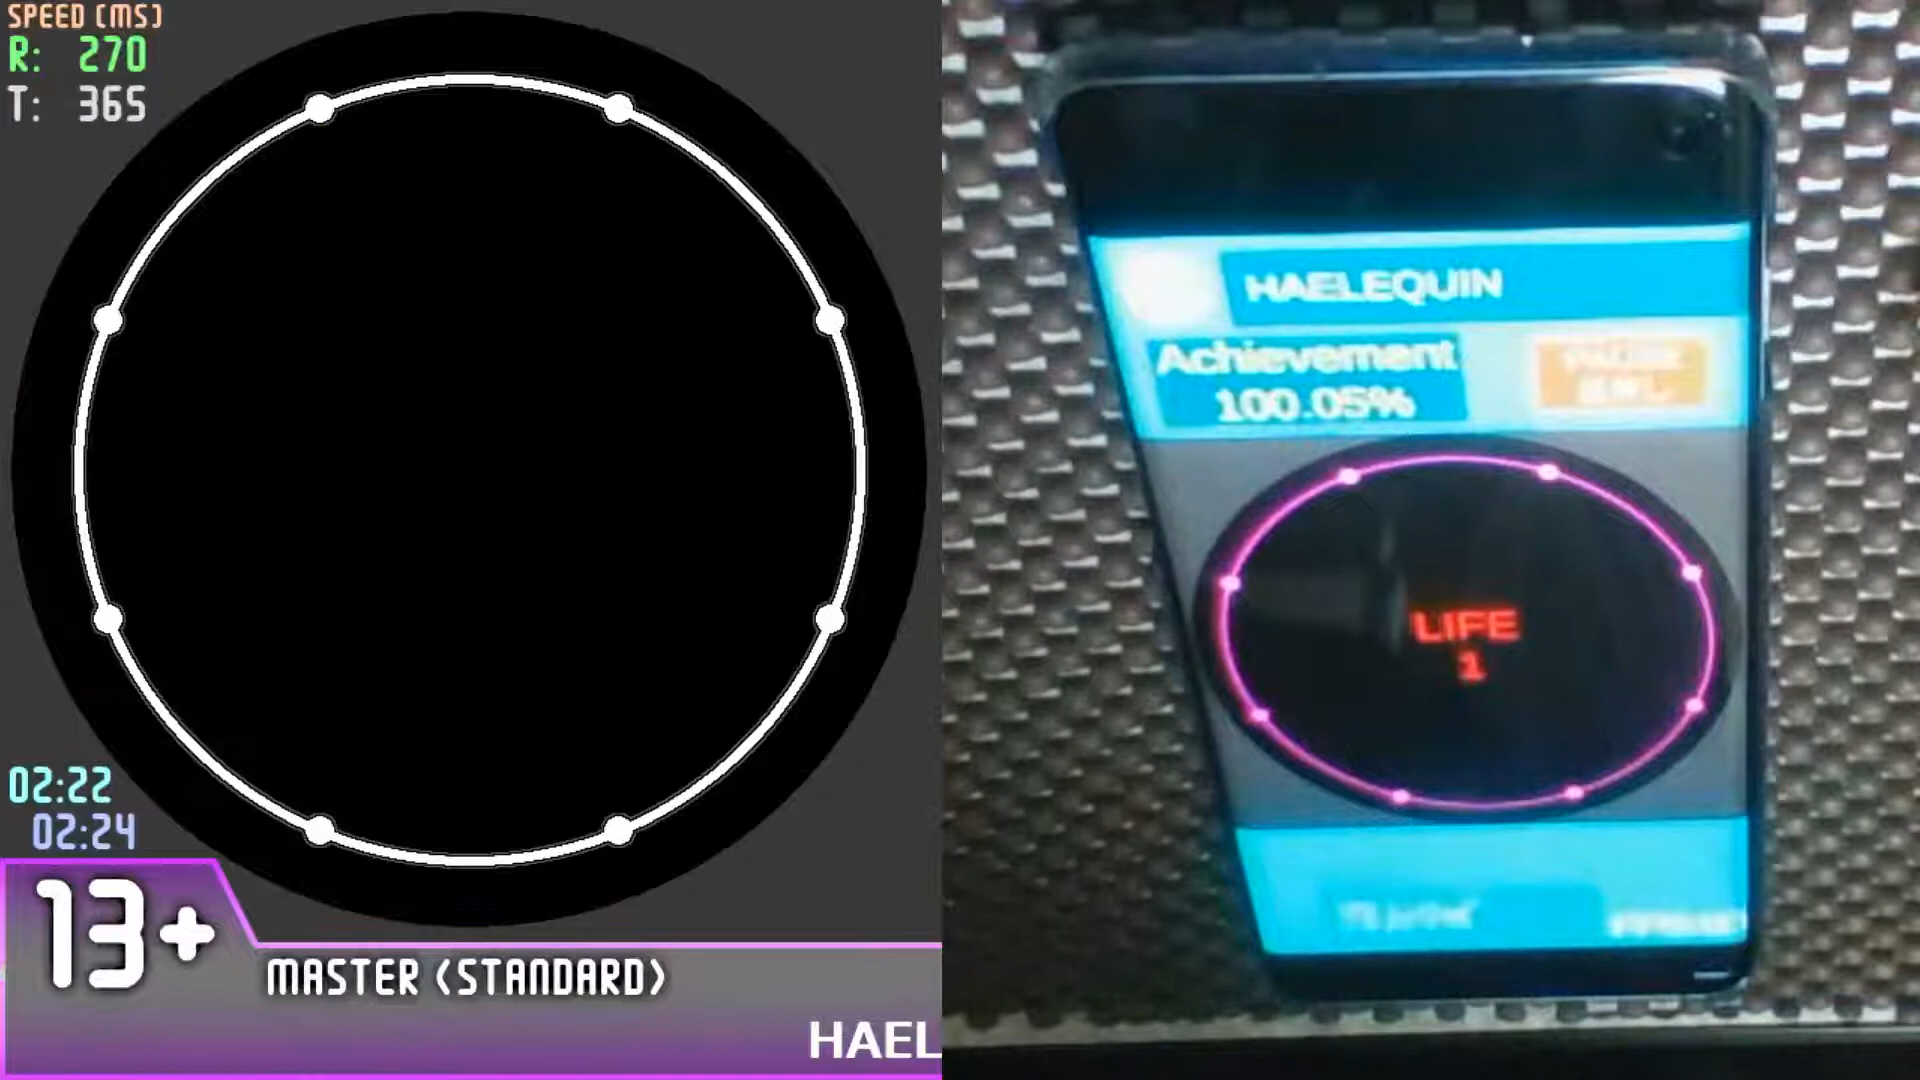 SPEED (MS)
R: 270
T: 365
02:22
02:24
13+
MASTER (STANDARD)
HAEL
HAELEQUIN
Achievement
100.05%
LIFE
1